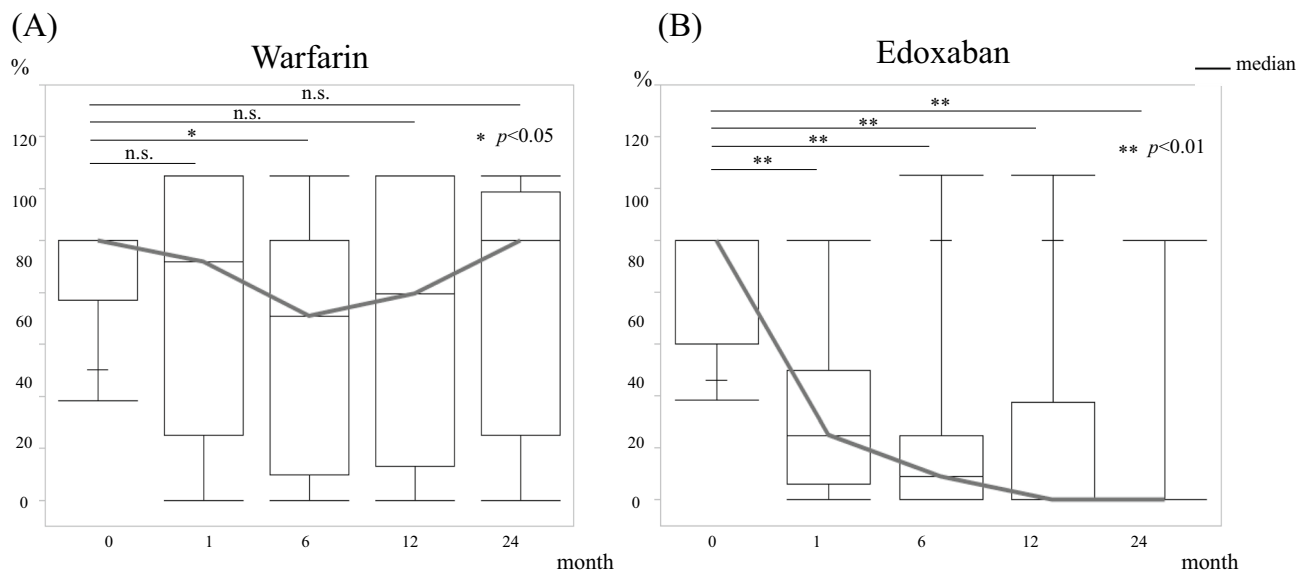 (A)
Warfarin
%
n.s.
n.s.
*
* p<0.05
n.s.
120
100
80
60
40
20
0
0 1 6 12 24
month
(B)
Edoxaban
%
median
**
**
**
** p<0.01
**
120
100
80
60
40
20
0
0 1 6 12 24
month